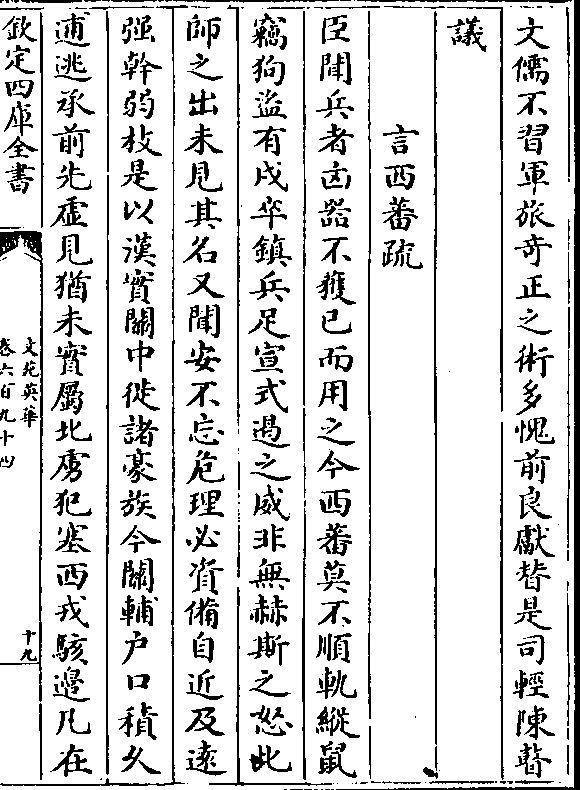 文儒不習軍旅奇正之術多愧前良獻替是司輕陳瞽
議
言西蕃疏
臣聞兵者凶器不獲已而用之今西蕃莫不順軌縱鼠
竊狗盜有戍卒鎮兵足宣式遏之威非無赫斯之怒此
師之出未見其名又聞安不忘危理必資備自近及逺
强幹弱枝是以漢實關中徙諸豪族今闗輔户口積久
逋逃承前先虛見猶未實屬北虜犯塞西戎駭邊凡在
欽定四庫全書
文苑英華
卷六百九十四
十九